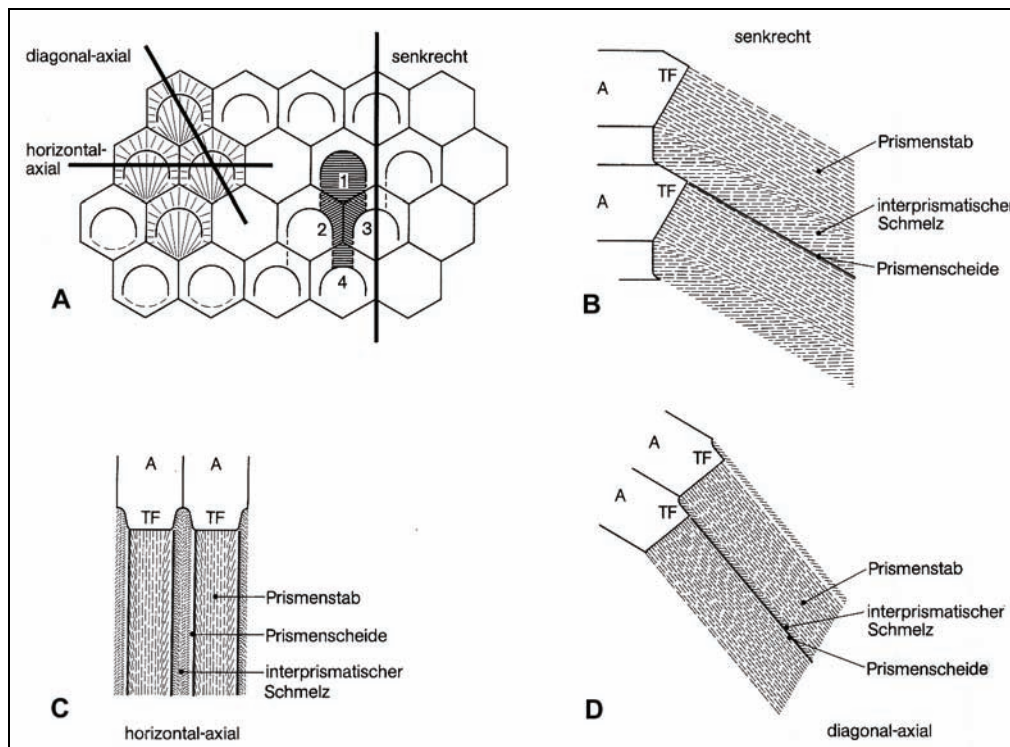 diagonal-axial
senkrecht
horizontal-
axial
1
2
3
4
A
senkrecht
A
TF
A
TF
Prismenstab
interprismatischer
Schmelz
Prismenscheide
B
A
A
TF
TF
Prismenstab
Prismenscheide
interprismatischer
Schmelz
C
horizontal-axial
A
TF
A
TF
Prismenstab
interprismatischer
Schmelz
Prismenscheide
D
diagonal-axial